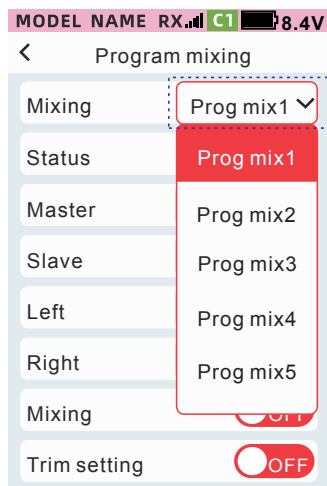 MODEL NAME RX C1 8.4V
Program mixing
Mixing Prog mix1
Status Prog mix1
Master Prog mix2
Slave Prog mix3
Left Prog mix4
Right Prog mix5
Mixing OFF
Trim setting OFF